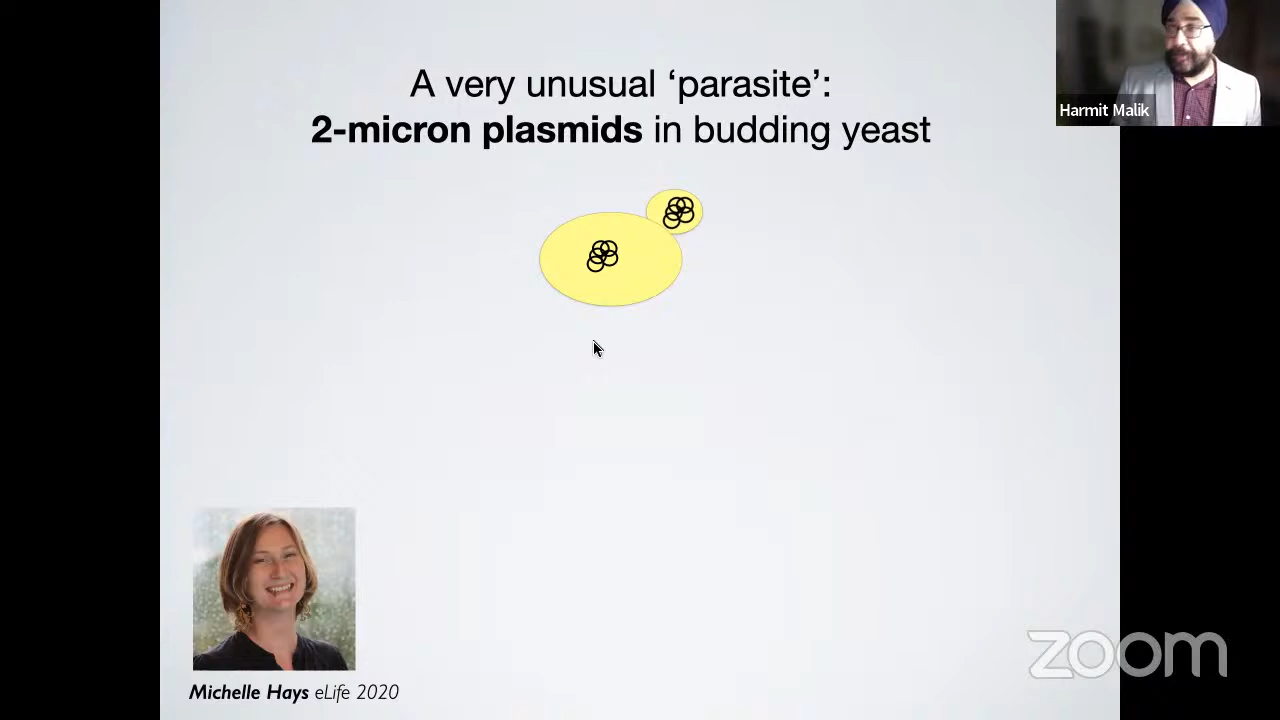 A very unusual ‘parasite’:
2-micron plasmids in budding yeast
Harmit Malik
Michelle Hays eLife 2020
zoom